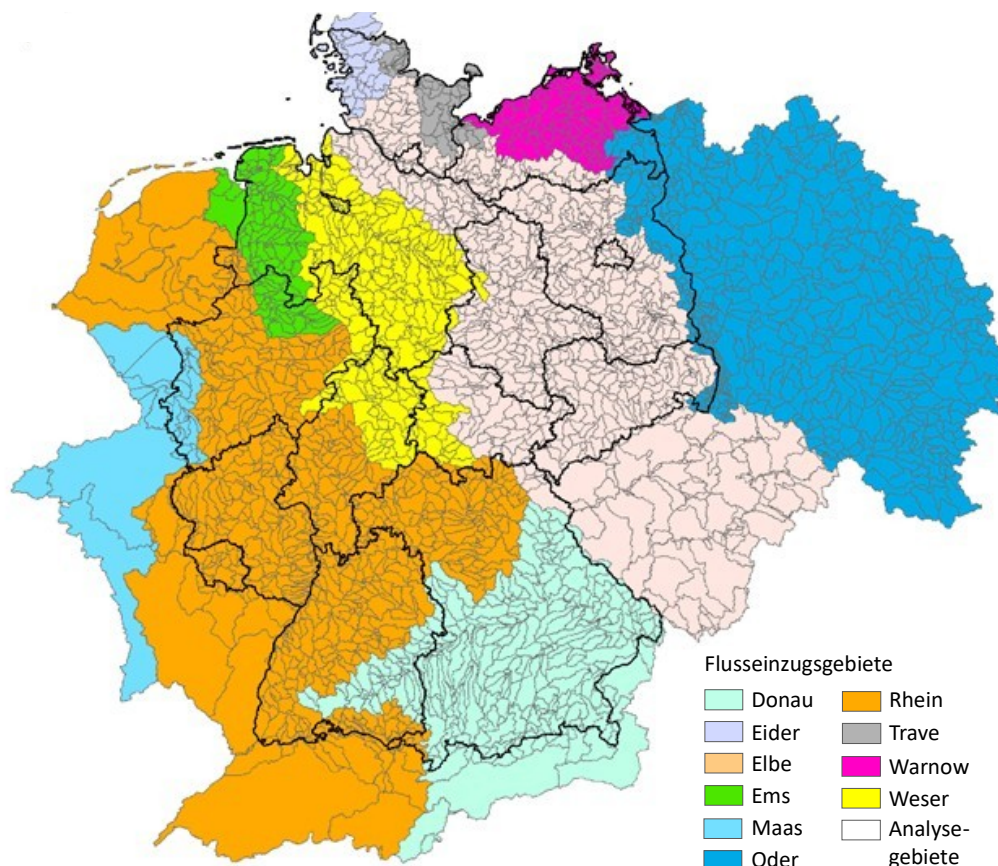 Flusseinzugsgebiete
Donau
Eider
Elbe
Ems
Maas
Oder
Rhein
Trave
Warnow
Weser
Analyse-
gebiete